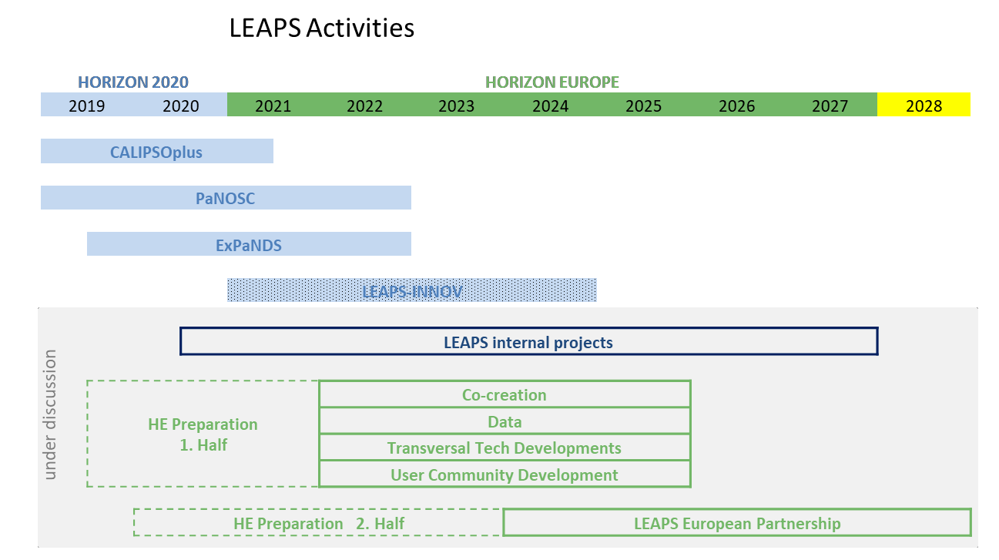 LEAPS Activities
HORIZON 2020
HORIZON EUROPE
2019 2020 2021 2022 2023 2024 2025 2026 2027 2028
CALIPSOplus
PaNOSC
ExPaNDS
LEAPS-INNOV
under discussion
LEAPS internal projects
HE Preparation
1. Half
Co-creation
Data
Transversal Tech Developments
User Community Development
HE Preparation 2. Half
LEAPS European Partnership